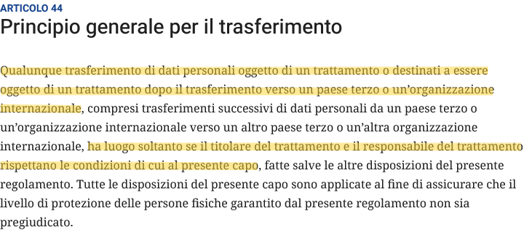 ARTICOLO 44
Principio generale per il trasferimento
Qualunque trasferimento di dati personali oggetto di un trattamento o destinati a essere
oggetto di un trattamento dopo il trasferimento verso un paese terzo o un'organizzazione
internazionale, compresi trasferimenti successivi di dati personali da un paese terzo o
un'organizzazione internazionale verso un altro paese terzo o un'altra organizzazione
internazionale, ha luogo soltanto se il titolare del trattamento e il responsabile del trattamento
rispettano le condizioni di cui al presente capo, fatte salve le altre disposizioni del presente
regolamento. Tutte le disposizioni del presente capo sono applicate al fine di assicurare che il
livello di protezione delle persone fisiche garantito dal presente regolamento non sia
pregiudicato.